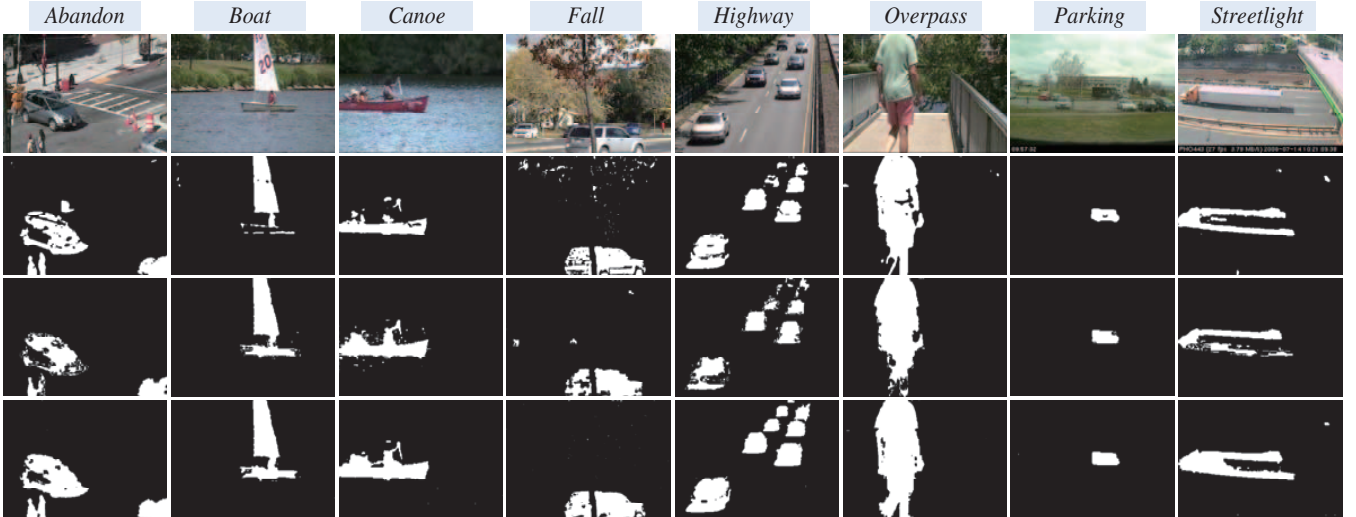 Abandon
Boat
Canoe
Fall
Highway
Overpass
Parking
Streetlight
20